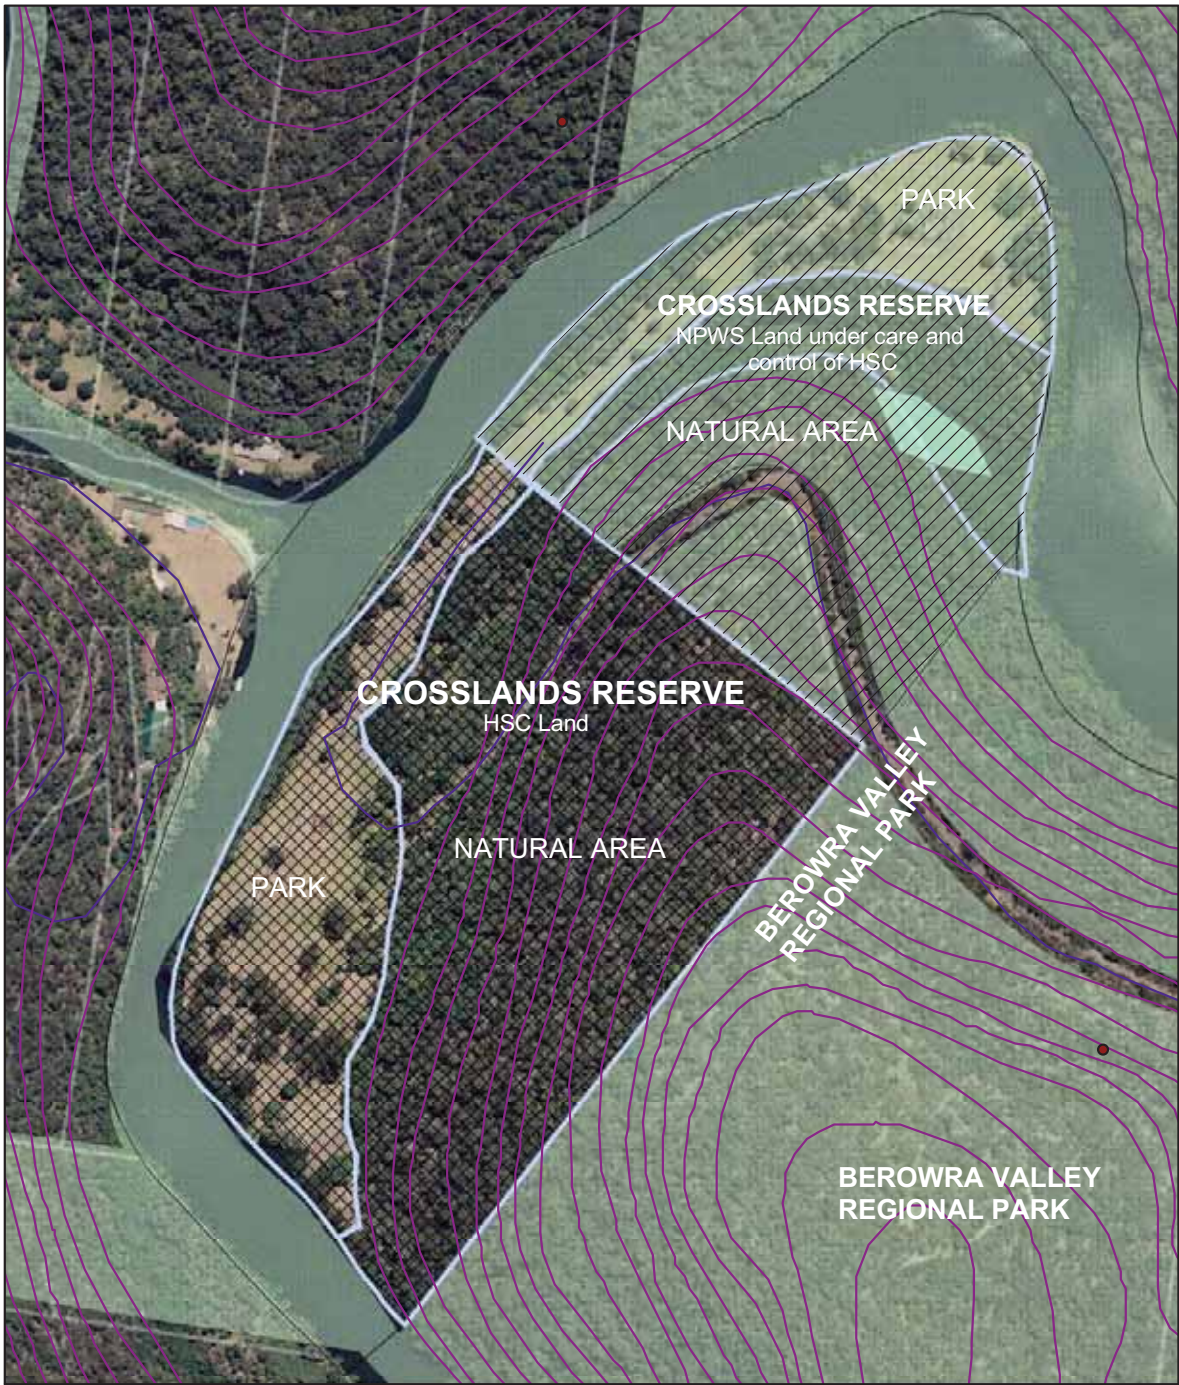 PARK
CROSSLANDS RESERVE
NPWS Land under care and
control of HSC
NATURAL AREA
CROSSLANDS RESERVE
HSC Land
NATURAL AREA
PARK
BEROWRA VALLEY
REGIONAL PARK
BEROWRA VALLEY
REGIONAL PARK